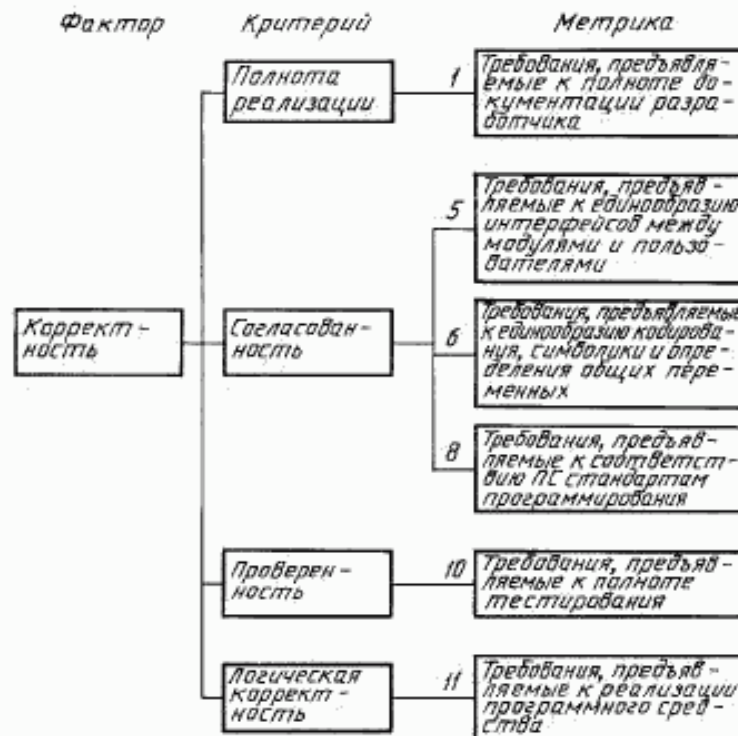 Фактор Критерий Метрика
Полнота
реализации
1
Требования, предъявля-
емые к полноте до-
кументации разра-
ботчика
5
Требования, предъяв-
ляемые к единообразию
интерфейсов между
модулями и пользо-
вателями
Коррект-
ность
Согласован-
ность
6
Требования, предъявляемые
к единообразию кодирова-
ния, символики и опре-
деления общих пере-
менных
8
Требования, предъяв-
ляемые к соответст-
вию ПС стандартам
программирования
Проверен-
ность
10
Требования, предъяв-
ляемые к полноте
тестирования
Логическая
коррект-
ность
11
Требования, предъяв-
ляемые к реализации
программного сред-
ства